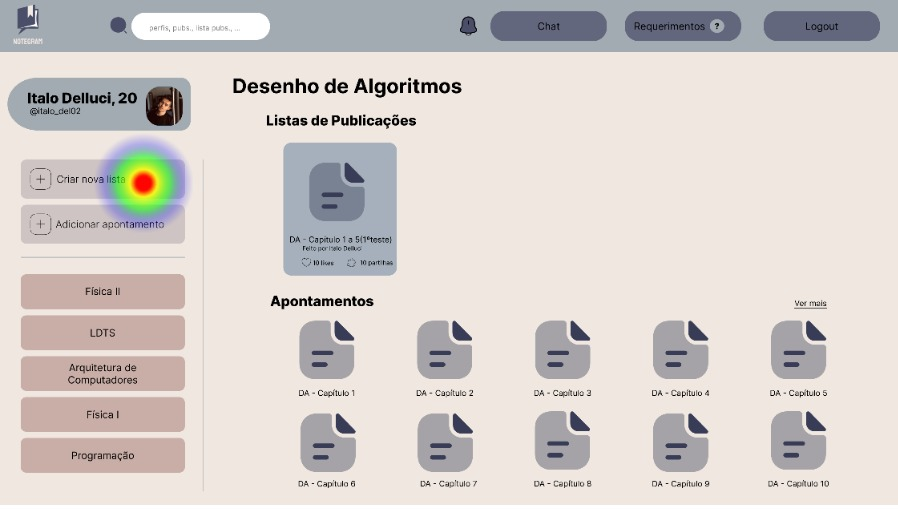 NOTEGRAM
perfis, pubs., lista pubs., ...
Chat
Requerimentos ?
Logout
Italo Delluci, 20
@italo_del02
Criar nova lista
Adicionar apontamento
Física II
LDTS
Arquitetura de
Computadores
Física I
Programação
Desenho de Algoritmos
Listas de Publicações
DA - Capitulo 1 a 5(1ºteste)
Feito por Italo Delluci
10 likes
10 partilhas
Apontamentos
Ver mais
DA - Capítulo 1
DA - Capítulo 2
DA - Capítulo 3
DA - Capítulo 4
DA - Capítulo 5
DA - Capítulo 6
DA - Capítulo 7
DA - Capítulo 8
DA - Capítulo 9
DA - Capítulo 10